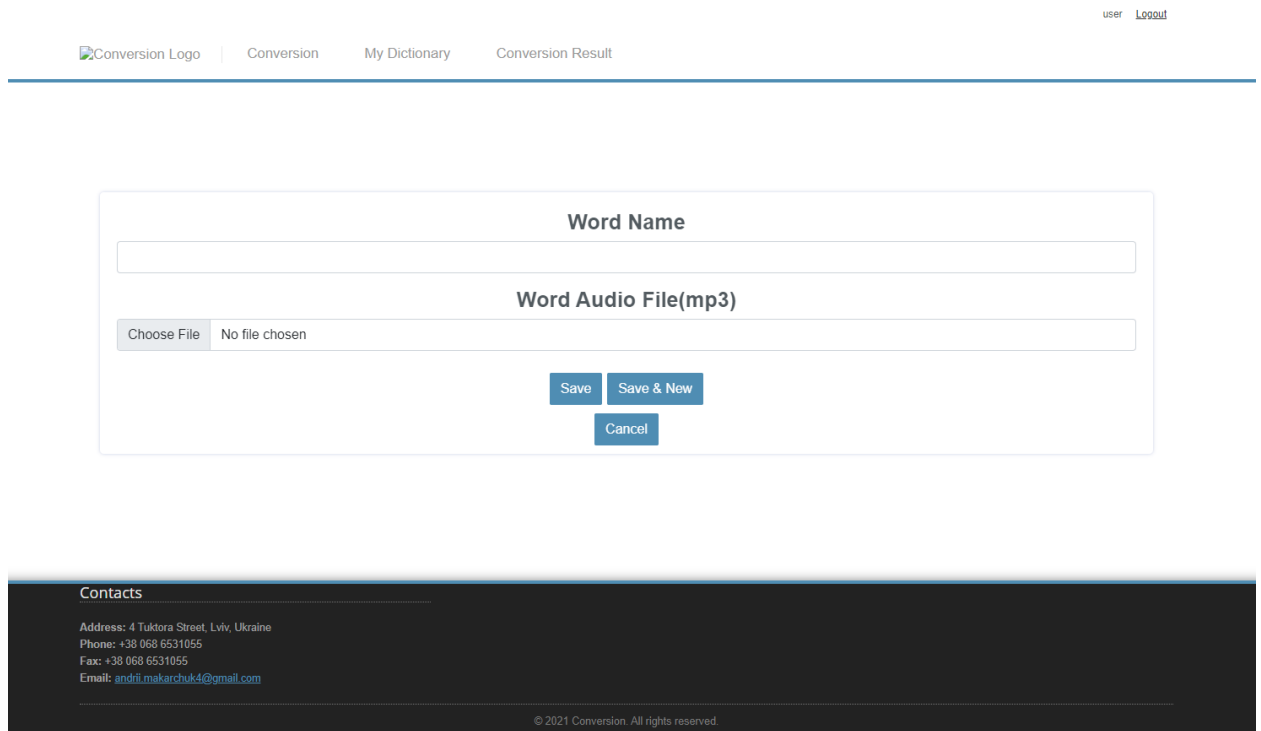 user Logout
Conversion Logo Conversion My Dictionary Conversion Result
Word Name
Word Audio File(mp3)
Choose File No file chosen
Save Save & New
Cancel
Contacts
Address: 4 Tuktora Street, Lviv, Ukraine
Phone: +38 068 6531055
Fax: +38 068 6531055
Email: andrii.makarchuk4@gmail.com
© 2021 Conversion. All rights reserved.